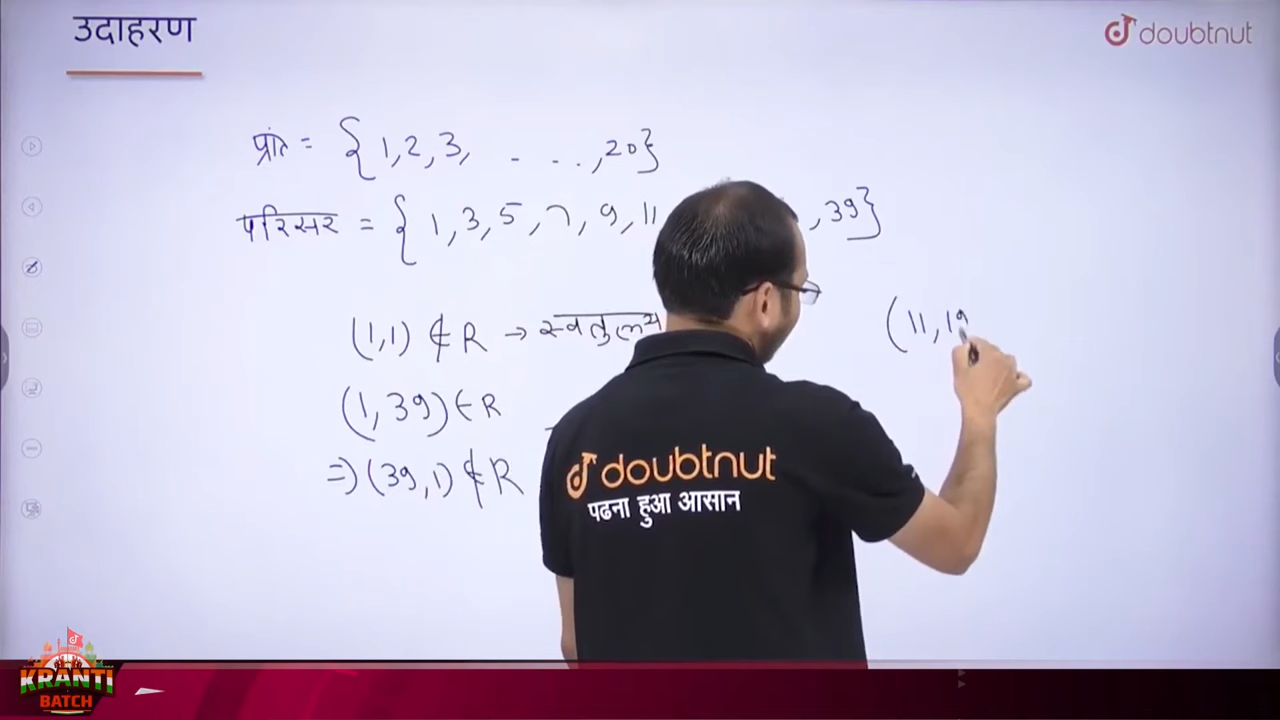 उदाहरण
doubtnut
प्रांत = {1, 2, 3, - - . . , 20}
परिसर = { 1, 3, 5, 7, 9, 11 , 39}
(1,1) ∉ R → स्वतुल्य
(11, 19
(1, 39) ∈ R
⇒ (39, 1) ∉ R
doubtnut
पढना हुआ आसान
KRANTI
BATCH